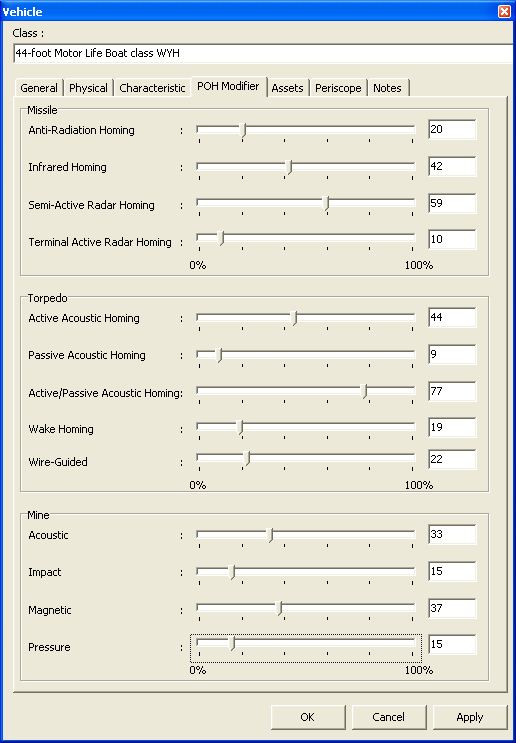 Vehicle
Class :
44-foot Motor Life Boat class WYH
General Physical Characteristic POH Modifier Assets Periscope Notes
Missile
Anti-Radiation Homing : 20
Infrared Homing : 42
Semi-Active Radar Homing : 59
Terminal Active Radar Homing : 10
0% 100%
Torpedo
Active Acoustic Homing : 44
Passive Acoustic Homing : 9
Active/Passive Acoustic Homing: 77
Wake Homing : 19
Wire-Guided : 22
0% 100%
Mine
Acoustic : 33
Impact : 15
Magnetic : 37
Pressure : 15
0% 100%
OK Cancel Apply